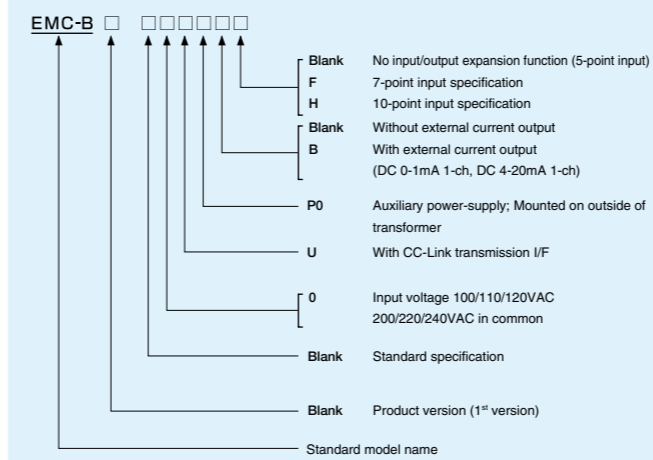 EMC-B □ □□□□□□
Blank No input/output expansion function (5-point input)
F 7-point input specification
H 10-point input specification
Blank Without external current output
B With external current output
(DC 0-1mA 1-ch, DC 4-20mA 1-ch)
P0 Auxiliary power-supply; Mounted on outside of
transformer
U With CC-Link transmission I/F
0 Input voltage 100/110/120VAC
200/220/240VAC in common
Blank Standard specification
Blank Product version (1st version)
Standard model name